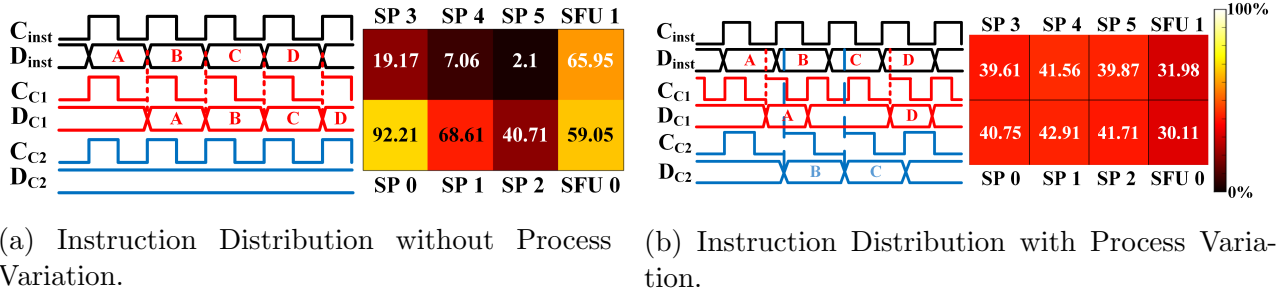 C_inst
D_inst A B C D
C_C1
D_C1 A B C D
C_C2
D_C2
SP 3 SP 4 SP 5 SFU 1
19.17 7.06 2.1 65.95
92.21 68.61 40.71 59.05
SP 0 SP 1 SP 2 SFU 0
(a) Instruction Distribution without Process
Variation.
C_inst
D_inst A B C D
C_C1
D_C1 A D
C_C2
D_C2 B C
SP 3 SP 4 SP 5 SFU 1
39.61 41.56 39.87 31.98
40.75 42.91 41.71 30.11
SP 0 SP 1 SP 2 SFU 0
100%
0%
(b) Instruction Distribution with Process Varia-
tion.